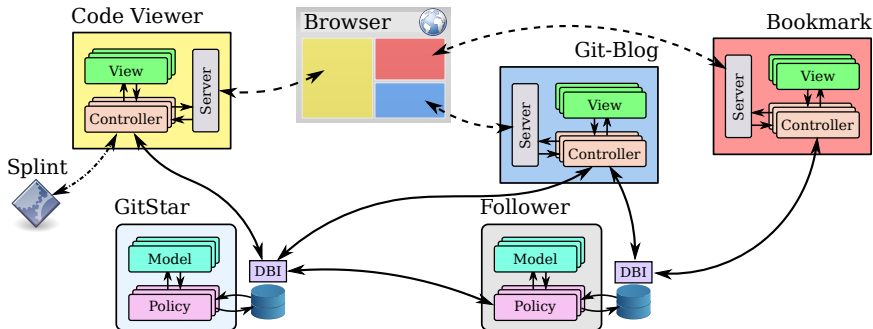 Code Viewer
Browser
Bookmark
Git-Blog
View
Server
Controller
View
Server
Controller
View
Server
Controller
Splint
GitStar
Follower
Model
DBI
Policy
Model
DBI
Policy